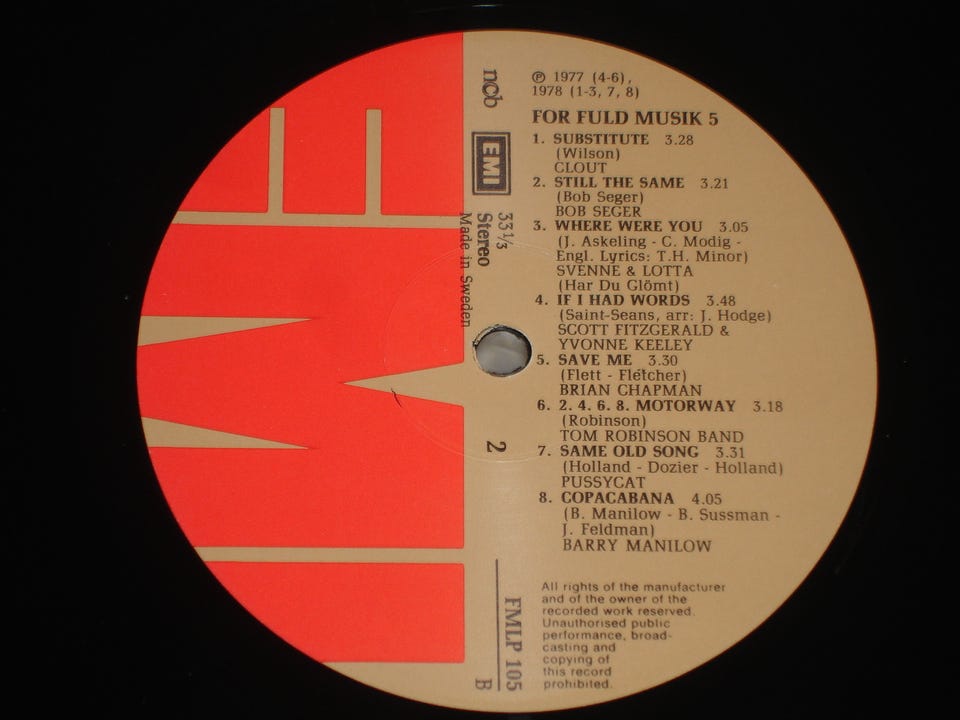 ℗ 1977 (4-6),
1978 (1-3, 7, 8)
FOR FULD MUSIK 5
1. SUBSTITUTE 3.28
(Wilson)
CLOUT
2. STILL THE SAME 3.21
(Bob Seger)
BOB SEGER
3. WHERE WERE YOU 3.05
(J. Askeling - C. Modig -
Engl. Lyrics: T.H. Minor)
SVENNE & LOTTA
(Har Du Glömt)
4. IF I HAD WORDS 3.48
(Saint-Seans, arr: J. Hodge)
SCOTT FITZGERALD &
YVONNE KEELEY
5. SAVE ME 3.30
(Flett - Fletcher)
BRIAN CHAPMAN
6. 2. 4. 6. 8. MOTORWAY 3.18
(Robinson)
TOM ROBINSON BAND
7. SAME OLD SONG 3.31
(Holland - Dozier - Holland)
PUSSYCAT
8. COPACABANA 4.05
(B. Manilow - B. Sussman -
J. Feldman)
BARRY MANILOW
All rights of the manufacturer
and of the owner of the
recorded work reserved.
Unauthorised public
performance, broad-
casting and
copying of
this record
prohibited.
ncb
EMI
33 1/3
Stereo
Made in Sweden
2
FMLP 105
B
EMI